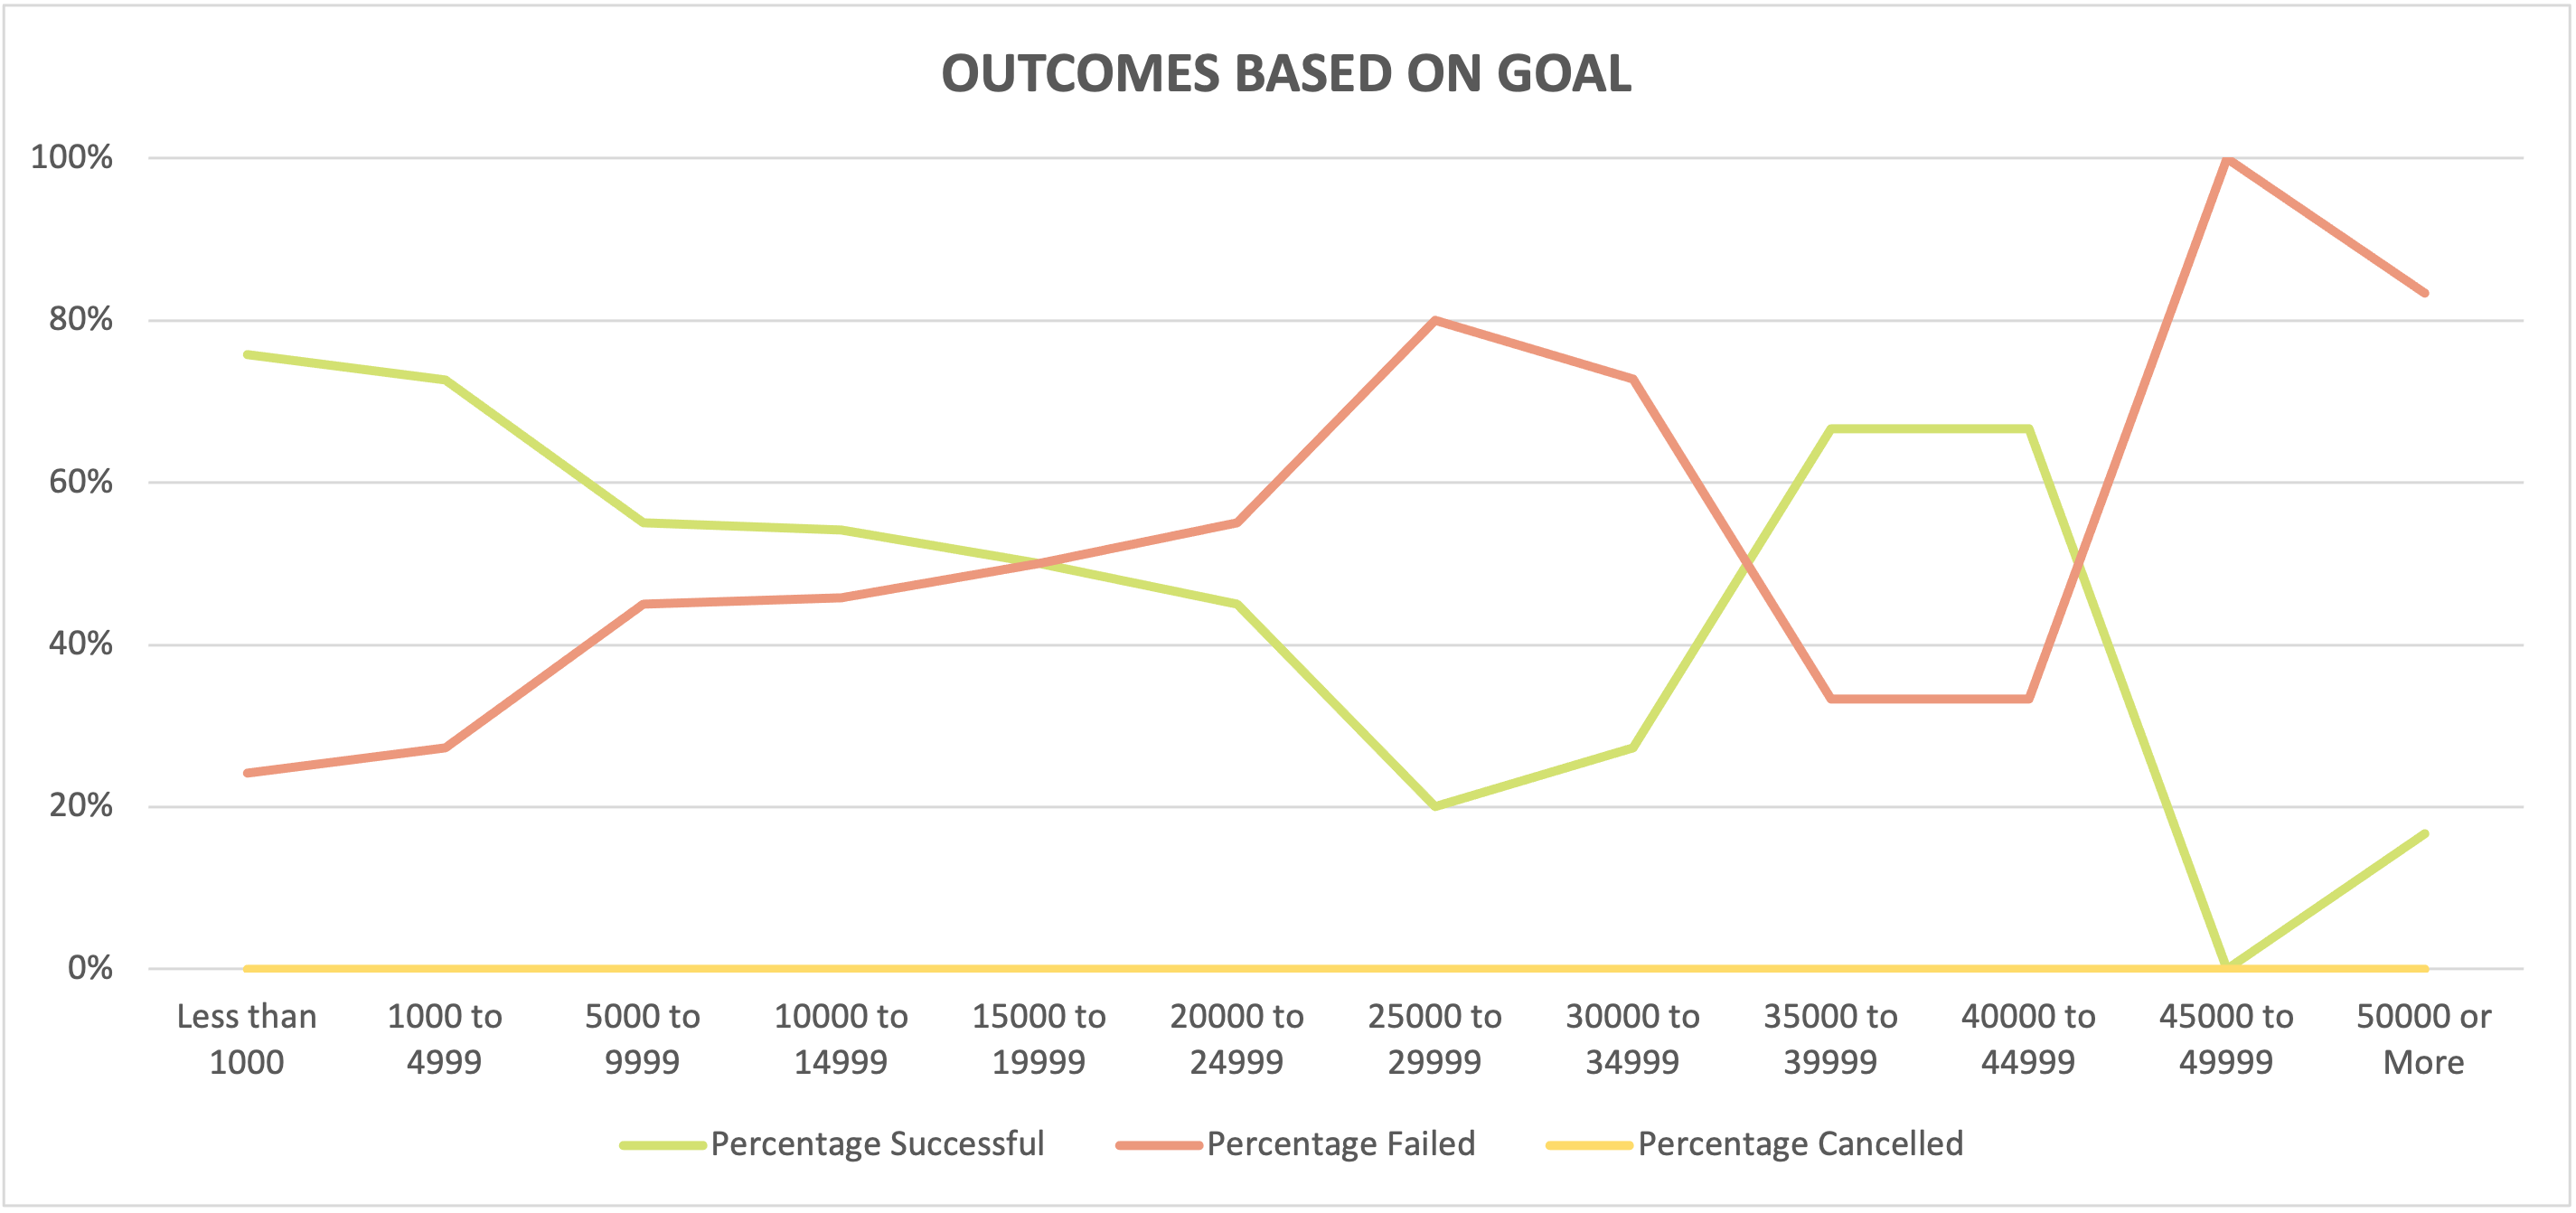 OUTCOMES BASED ON GOAL
100%
80%
60%
40%
20%
0%
Less than 1000
1000 to 4999
5000 to 9999
10000 to 14999
15000 to 19999
20000 to 24999
25000 to 29999
30000 to 34999
35000 to 39999
40000 to 44999
45000 to 49999
50000 or More
Percentage Successful
Percentage Failed
Percentage Cancelled